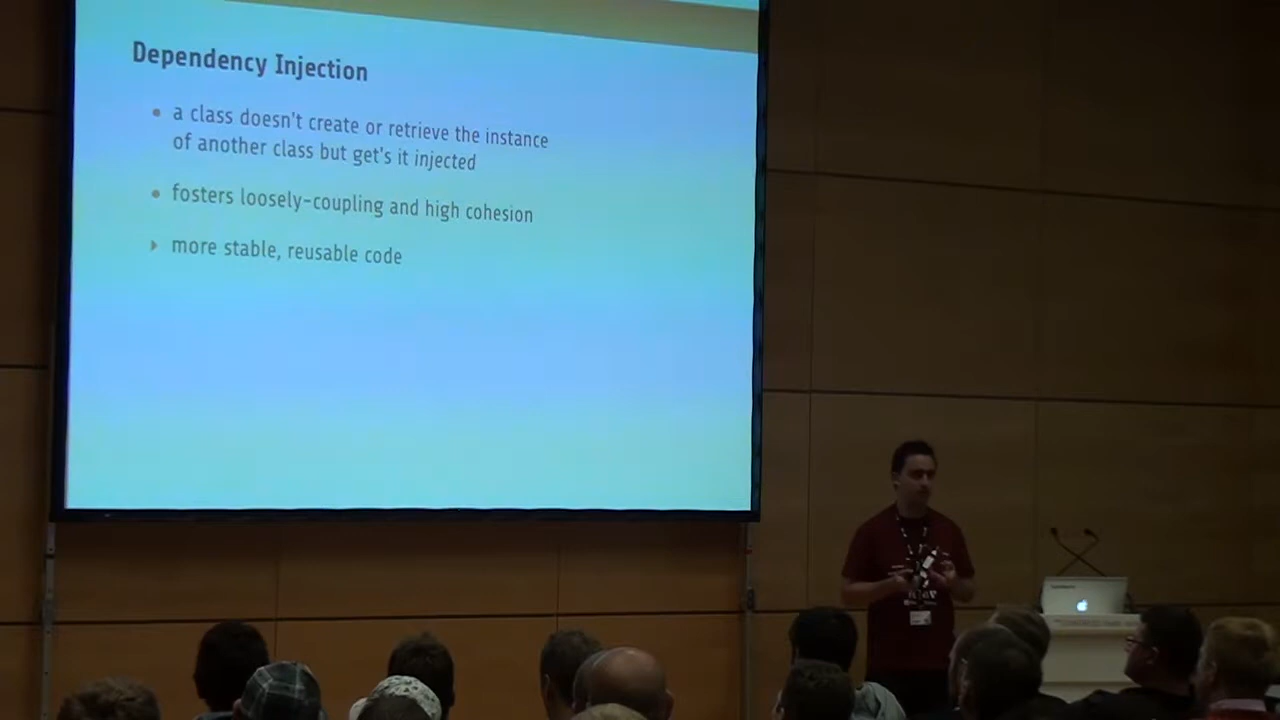 Dependency Injection
a class doesn't create or retrieve the instance
of another class but get's it injected
fosters loosely-coupling and high cohesion
more stable, reusable code